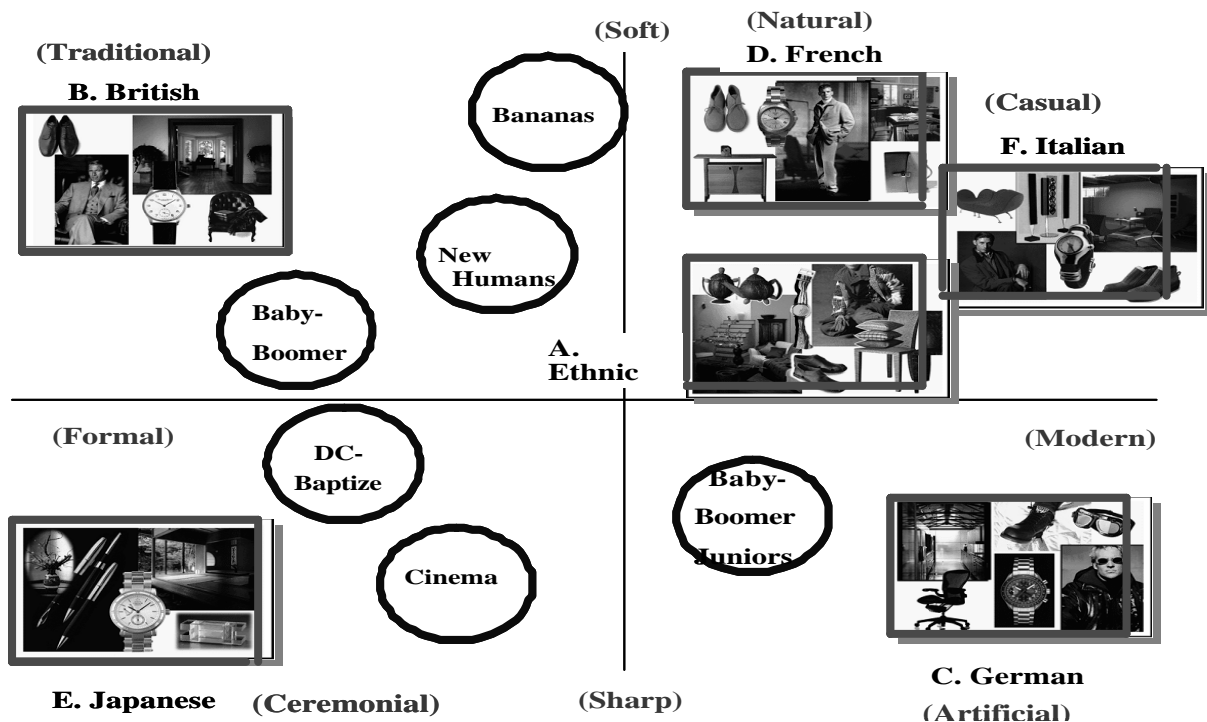 (Soft)
(Natural)
(Traditional)
D. French
B. British
(Casual)
Bananas
F. Italian
New
Humans
Baby-
Boomer
A.
Ethnic
(Formal)
(Modern)
DC-
Baptize
Baby-
Boomer
Juniors
Cinema
C. German
E. Japanese
(Ceremonial)
(Sharp)
(Artificial)